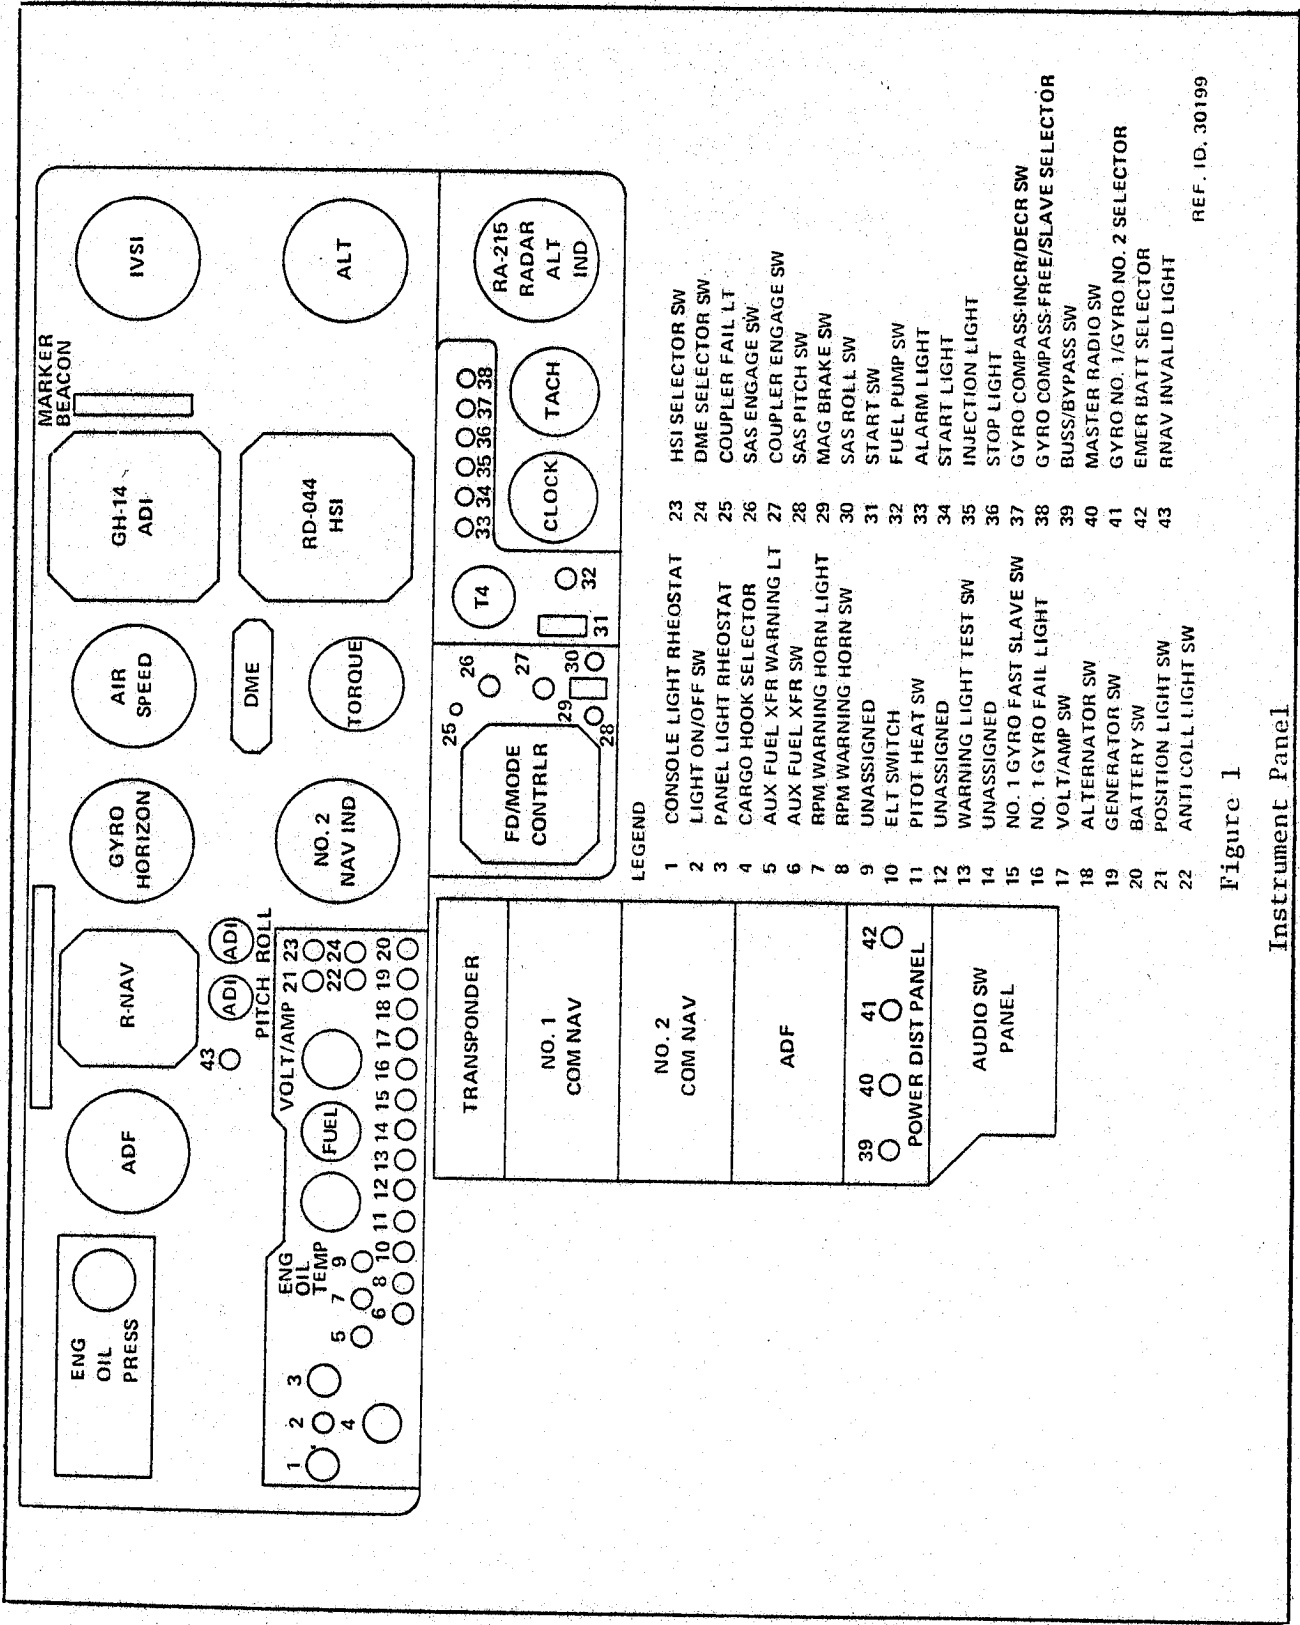 MARKER
BEACON
IVSI
GH-14
ADI
AIR
SPEED
GYRO
HORIZON
R-NAV
ADF
ENG
OIL
PRESS
ALT
RD-044
HSI
DME
TORQUE
NO. 2
NAV IND
ADI
ROLL
ADI
PITCH
43
VOLT/AMP
21 23
22 24
FUEL
ENG
OIL
TEMP
1
2
3
4
5
7
9
6 8 10 11 12 13 14 15 16 17 18 19 20
RA-215
RADAR
ALT
IND
33 34 35 36 37 38
TACH
CLOCK
T4
32
31
25
26
27
28
29
30
FD/MODE
CONTRLR
TRANSPONDER
NO. 1
COM NAV
NO. 2
COM NAV
ADF
39 40 41 42
POWER DIST PANEL
AUDIO SW
PANEL
LEGEND
1 CONSOLE LIGHT RHEOSTAT
2 LIGHT ON/OFF SW
3 PANEL LIGHT RHEOSTAT
4 CARGO HOOK SELECTOR
5 AUX FUEL XFR WARNING LT
6 AUX FUEL XFR SW
7 RPM WARNING HORN LIGHT
8 RPM WARNING HORN SW
9 UNASSIGNED
10 ELT SWITCH
11 PITOT HEAT SW
12 UNASSIGNED
13 WARNING LIGHT TEST SW
14 UNASSIGNED
15 NO. 1 GYRO FAST SLAVE SW
16 NO. 1 GYRO FAIL LIGHT
17 VOLT/AMP SW
18 ALTERNATOR SW
19 GENERATOR SW
20 BATTERY SW
21 POSITION LIGHT SW
22 ANTI COLL LIGHT SW
23 HSI SELECTOR SW
24 DME SELECTOR SW
25 COUPLER FAIL LT
26 SAS ENGAGE SW
27 COUPLER ENGAGE SW
28 SAS PITCH SW
29 MAG BRAKE SW
30 SAS ROLL SW
31 START SW
32 FUEL PUMP SW
33 ALARM LIGHT
34 START LIGHT
35 INJECTION LIGHT
36 STOP LIGHT
37 GYRO COMPASS-INCR/DECR SW
38 GYRO COMPASS-FREE/SLAVE SELECTOR
39 BUSS/BYPASS SW
40 MASTER RADIO SW
41 GYRO NO. 1/GYRO NO. 2 SELECTOR
42 EMER BATT SELECTOR
43 RNAV INVALID LIGHT
REF. ID. 30199
Figure 1
Instrument Panel